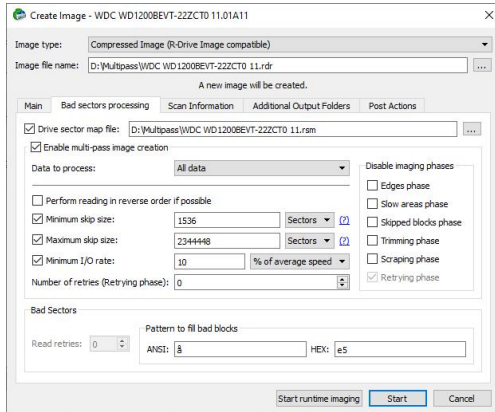 Create Image - WDC WD1200BEVT-22ZCT0 11.01A11
Image type: Compressed Image (R-Drive Image compatible)
Image file name: D:\Multipass\WDC WD1200BEVT-22ZCT0 11.rdr ...
A new image will be created.
Main Bad sectors processing Scan Information Additional Output Folders Post Actions
Drive sector map file: D:\Multipass\WDC WD1200BEVT-22ZCT0 11.rsm ...
Enable multi-pass image creation
Data to process: All data
Disable imaging phases
Edges phase
Perform reading in reverse order if possible
Slow areas phase
Minimum skip size: 1536 Sectors (?)
Skipped blocks phase
Maximum skip size: 2344448 Sectors (?)
Trimming phase
Minimum I/O rate: 10 % of average speed
Scraping phase
Number of retries (Retrying phase): 0
Retrying phase
Bad Sectors
Pattern to fill bad blocks
Read retries: 0
ANSI: å HEX: e5
Start runtime imaging Start Cancel